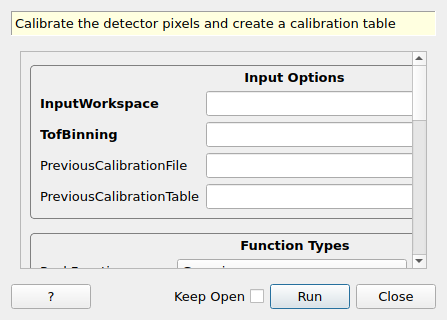 Calibrate the detector pixels and create a calibration table
Input Options
InputWorkspace
TofBinning
PreviousCalibrationFile
PreviousCalibrationTable
Function Types
? Keep Open Run Close